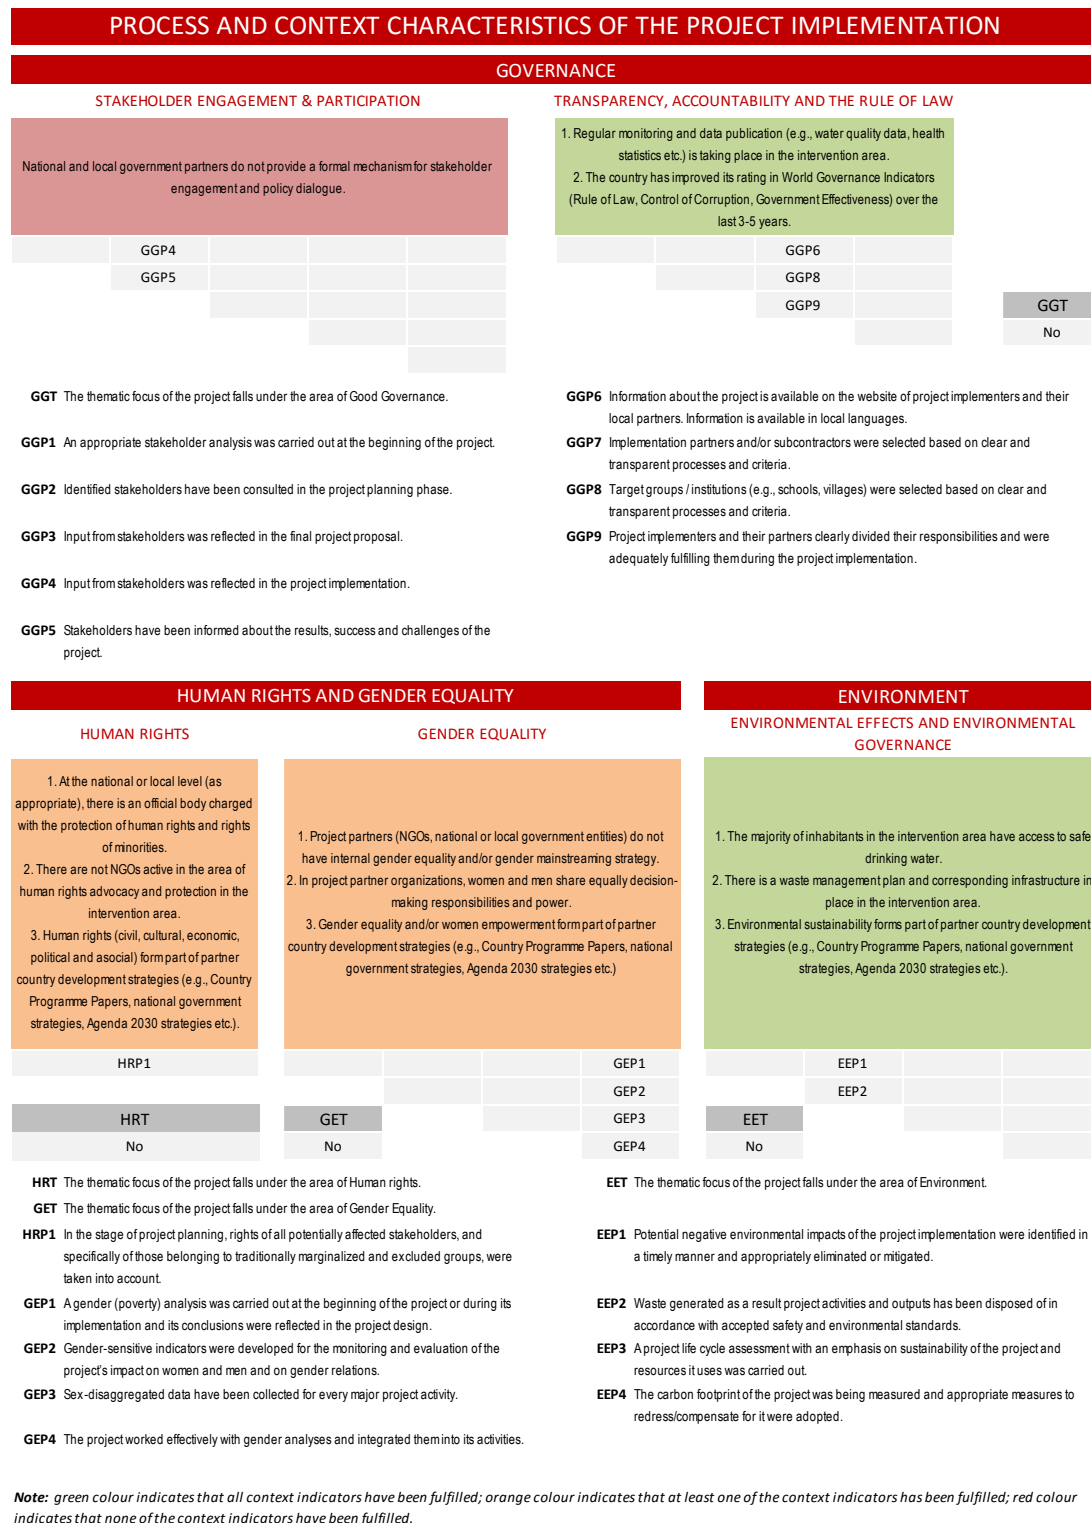 PROCESS AND CONTEXT CHARACTERISTICS OF THE PROJECT IMPLEMENTATION
GOVERNANCE
STAKEHOLDER ENGAGEMENT & PARTICIPATION
National and local government partners do not provide a formal mechanism for stakeholder
engagement and policy dialogue.
GGP4
GGP5
TRANSPARENCY, ACCOUNTABILITY AND THE RULE OF LAW
1. Regular monitoring and data publication (e.g., water quality data, health
statistics etc.) is taking place in the intervention area.
2. The country has improved its rating in World Governance Indicators
(Rule of Law, Control of Corruption, Government Effectiveness) over the
last 3-5 years.
GGP6
GGP8
GGP9
GGT
No
GGT The thematic focus of the project falls under the area of Good Governance.
GGP1 An appropriate stakeholder analysis was carried out at the beginning of the project.
GGP2 Identified stakeholders have been consulted in the project planning phase.
GGP3 Input from stakeholders was reflected in the final project proposal.
GGP4 Input from stakeholders was reflected in the project implementation.
GGP5 Stakeholders have been informed about the results, success and challenges of the
project.
GGP6 Information about the project is available on the website of project implementers and their
local partners. Information is available in local languages.
GGP7 Implementation partners and/or subcontractors were selected based on clear and
transparent processes and criteria.
GGP8 Target groups / institutions (e.g., schools, villages) were selected based on clear and
transparent processes and criteria.
GGP9 Project implementers and their partners clearly divided their responsibilities and were
adequately fulfilling them during the project implementation.
HUMAN RIGHTS AND GENDER EQUALITY
HUMAN RIGHTS
1. At the national or local level (as
appropriate), there is an official body charged
with the protection of human rights and rights
of minorities.
2. There are not NGOs active in the area of
human rights advocacy and protection in the
intervention area.
3. Human rights (civil, cultural, economic,
political and asocial) form part of partner
country development strategies (e.g., Country
Programme Papers, national government
strategies, Agenda 2030 strategies etc.).
HRP1
HRT
No
GENDER EQUALITY
1. Project partners (NGOs, national or local government entities) do not
have internal gender equality and/or gender mainstreaming strategy.
2. In project partner organizations, women and men share equally decision-
making responsibilities and power.
3. Gender equality and/or women empowerment form part of partner
country development strategies (e.g., Country Programme Papers, national
government strategies, Agenda 2030 strategies etc.)
GEP1
GEP2
GET
GEP3
No
GEP4
ENVIRONMENT
ENVIRONMENTAL EFFECTS AND ENVIRONMENTAL
GOVERNANCE
1. The majority of inhabitants in the intervention area have access to safe
drinking water.
2. There is a waste management plan and corresponding infrastructure in
place in the intervention area.
3. Environmental sustainability forms part of partner country development
strategies (e.g., Country Programme Papers, national government
strategies, Agenda 2030 strategies etc.).
EEP1
EEP2
EET
No
HRT The thematic focus of the project falls under the area of Human rights.
GET The thematic focus of the project falls under the area of Gender Equality.
HRP1 In the stage of project planning, rights of all potentially affected stakeholders, and
specifically of those belonging to traditionally marginalized and excluded groups, were
taken into account.
GEP1 A gender (poverty) analysis was carried out at the beginning of the project or during its
implementation and its conclusions were reflected in the project design.
GEP2 Gender-sensitive indicators were developed for the monitoring and evaluation of the
project's impact on women and men and on gender relations.
GEP3 Sex-disaggregated data have been collected for every major project activity.
GEP4 The project worked effectively with gender analyses and integrated them into its activities.
EET The thematic focus of the project falls under the area of Environment.
EEP1 Potential negative environmental impacts of the project implementation were identified in
a timely manner and appropriately eliminated or mitigated.
EEP2 Waste generated as a result project activities and outputs has been disposed of in
accordance with accepted safety and environmental standards.
EEP3 A project life cycle assessment with an emphasis on sustainability of the project and
resources it uses was carried out.
EEP4 The carbon footprint of the project was being measured and appropriate measures to
redress/compensate for it were adopted.
Note: green colour indicates that all context indicators have been fulfilled; orange colour indicates that at least one of the context indicators has been fulfilled; red colour
indicates that none of the context indicators have been fulfilled.